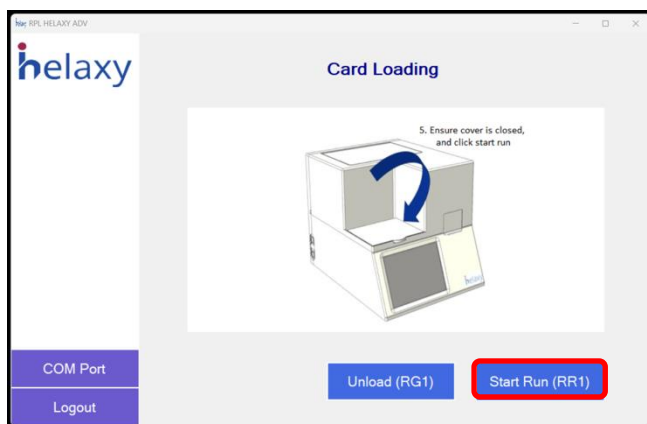 RPL HELAXY ADV
helaxy
Card Loading
5. Ensure cover is closed,
and click start run
helaxy
COM Port
Logout
Unload (RG1)
Start Run (RR1)